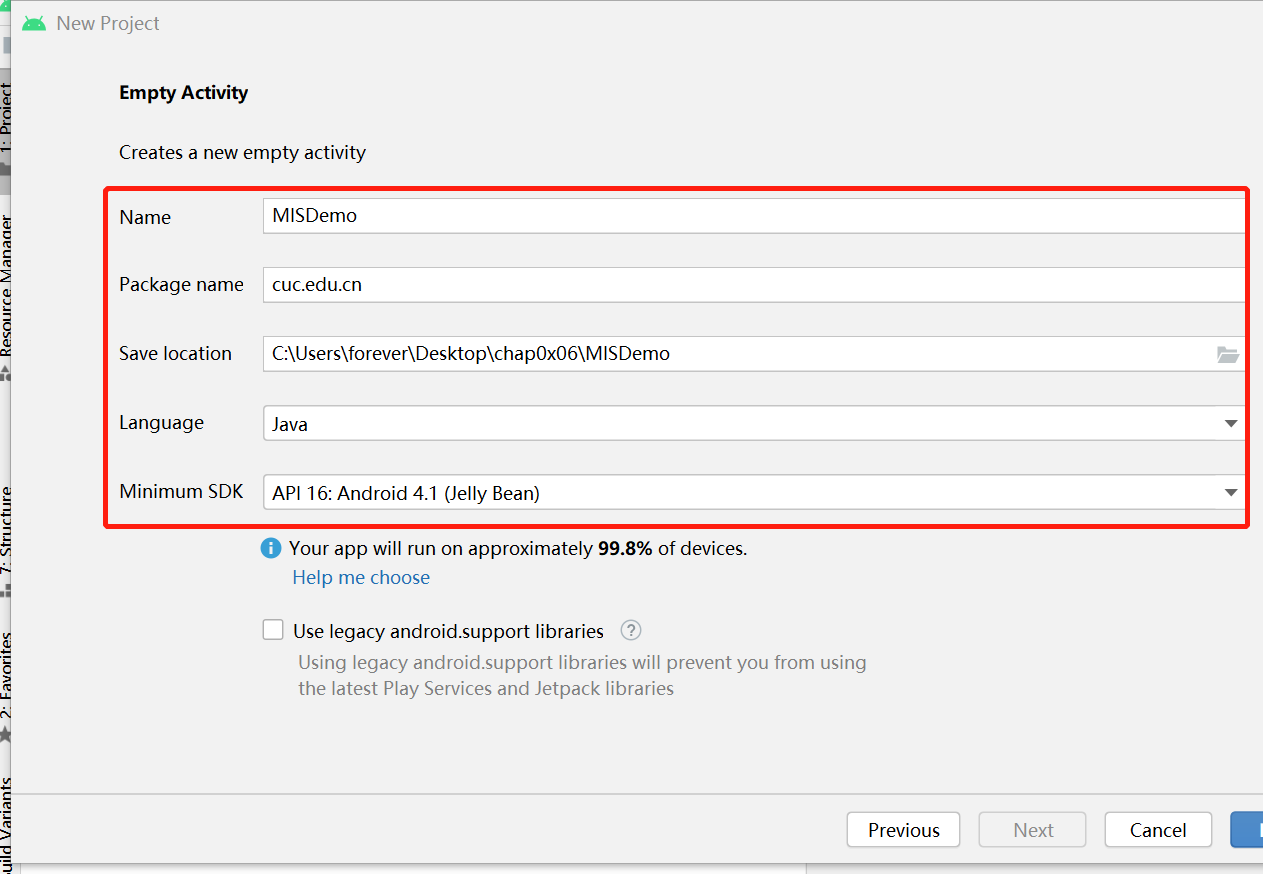 New Project
Empty Activity
Creates a new empty activity
Name
MISDemo
Package name
cuc.edu.cn
Save location
C:\Users\forever\Desktop\chap0x06\MISDemo
Language
Java
Minimum SDK
API 16: Android 4.1 (Jelly Bean)
Your app will run on approximately 99.8% of devices.
Help me choose
Use legacy android.support libraries
?
Using legacy android.support libraries will prevent you from using
the latest Play Services and Jetpack libraries
Previous
Next
Cancel
1: Project
Resource Manager
7: Structure
2: Favorites
Variants